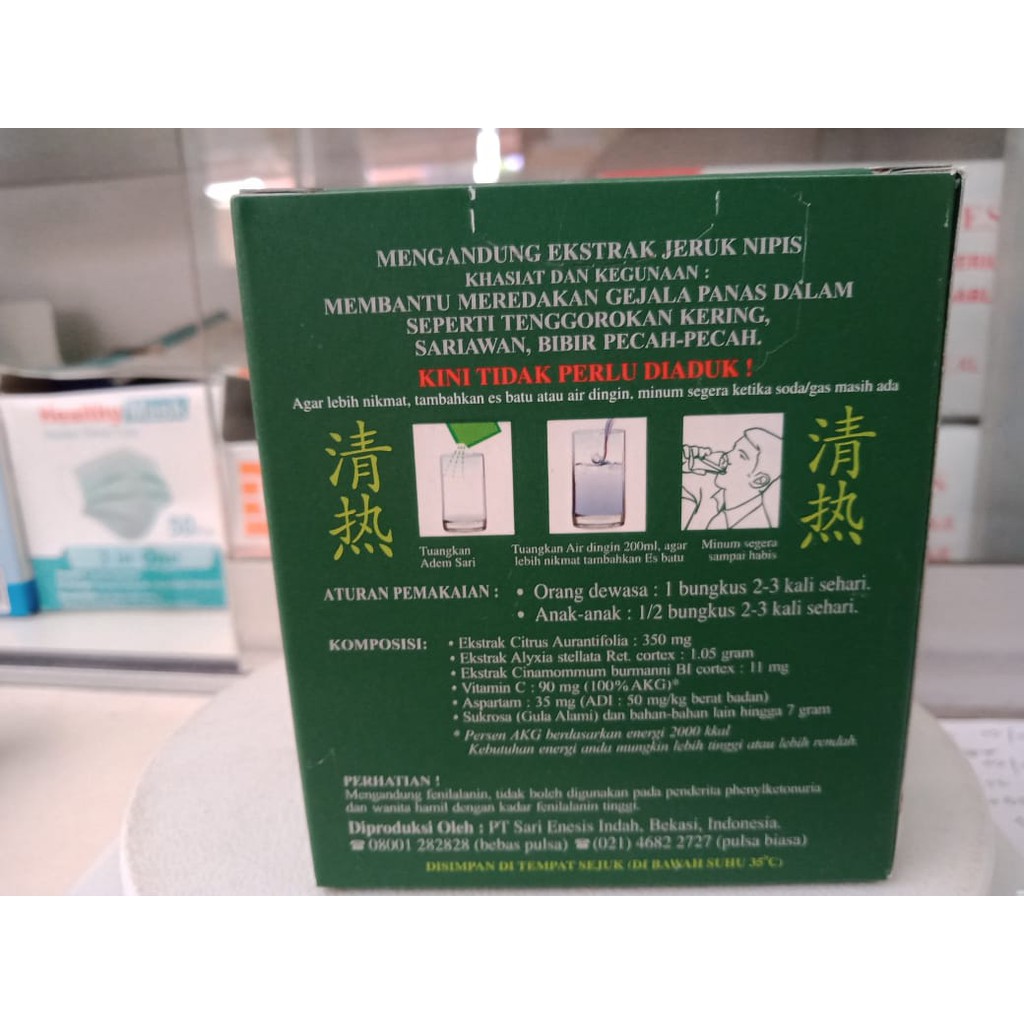 MENGANDUNG EKSTRAK JERUK NIPIS
KHASIAT DAN KEGUNAAN :
MEMBANTU MEREDAKAN GEJALA PANAS DALAM
SEPERTI TENGGOROKAN KERING,
SARIAWAN, BIBIR PECAH-PECAH.
KINI TIDAK PERLU DIADUK !
Agar lebih nikmat, tambahkan es batu atau air dingin, minum segera ketika soda/gas masih ada
清热
清热
Tuangkan
Adem Sari
Tuangkan Air dingin 200ml, agar
lebih nikmat tambahkan Es batu
Minum segera
sampai habis
ATURAN PEMAKAIAN : • Orang dewasa : 1 bungkus 2-3 kali sehari.
• Anak-anak : 1/2 bungkus 2-3 kali sehari.
KOMPOSISI: • Ekstrak Citrus Aurantifolia : 350 mg
• Ekstrak Alyxia stellata Ret. cortex : 1.05 gram
• Ekstrak Cinamommum burmanni BI cortex : 11 mg
• Vitamin C : 90 mg (100% AKG)*
• Aspartam : 35 mg (ADI : 50 mg/kg berat badan)
• Sukrosa (Gula Alami) dan bahan-bahan lain hingga 7 gram
* Persen AKG berdasarkan energi 2000 kkal
Kebutuhan energi anda mungkin lebih tinggi atau lebih rendah.
PERHATIAN !
Mengandung fenilalanin, tidak boleh digunakan pada penderita phenylketonuria
dan wanita hamil dengan kadar fenilalanin tinggi.
Diproduksi Oleh : PT Sari Enesis Indah, Bekasi, Indonesia.
☎08001 282828 (bebas pulsa) ☎(021) 4682 2727 (pulsa biasa)
DISIMPAN DI TEMPAT SEJUK (DI BAWAH SUHU 35°C)
Healthy
50